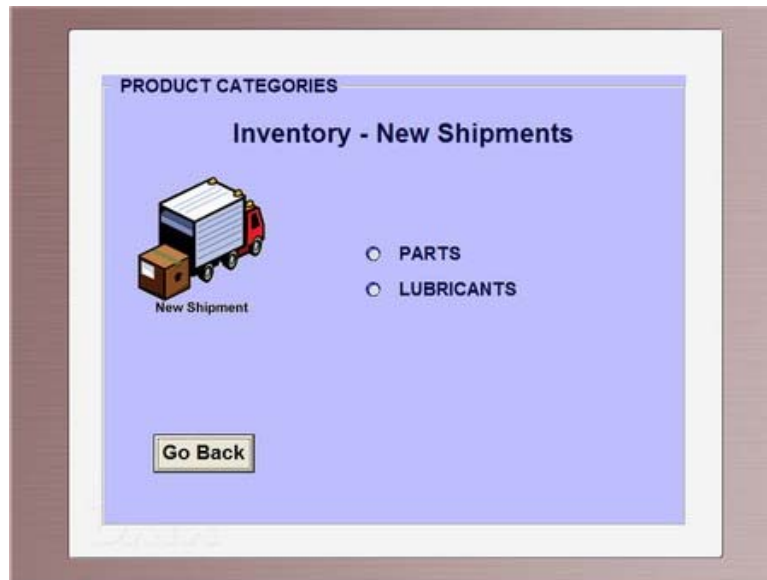 PRODUCT CATEGORIES
Inventory - New Shipments
PARTS
LUBRICANTS
New Shipment
Go Back